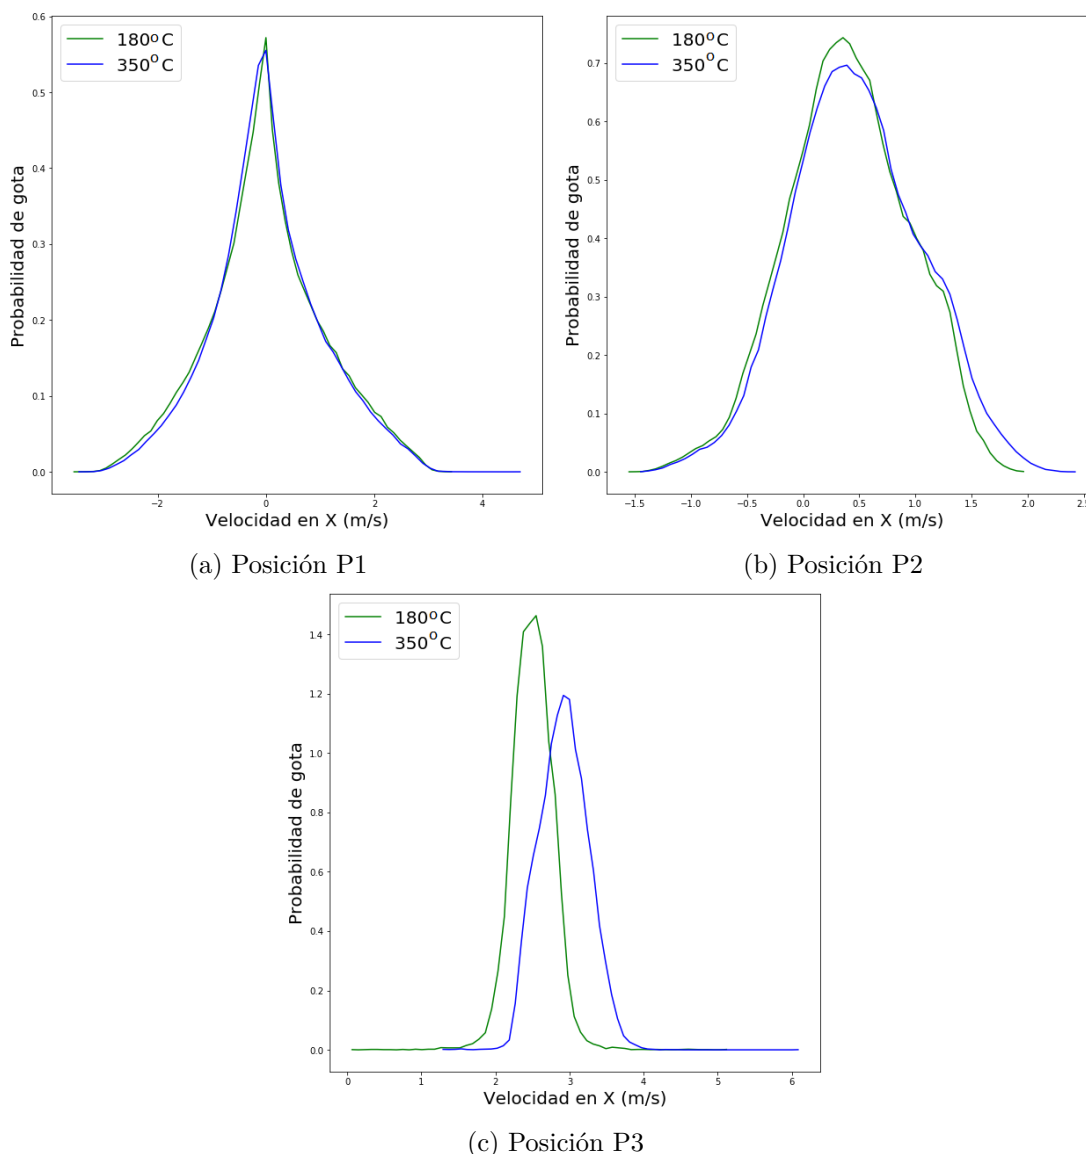 0.6
180ºC
350ºC
0.5
0.4
0.3
0.2
0.1
0.0
Probabilidad de gota
−2
0
2
4
Velocidad en X (m/s)
(a) Posición P1
180ºC
350ºC
0.7
0.6
0.5
0.4
0.3
0.2
0.1
0.0
Probabilidad de gota
−1.5
−1.0
−0.5
0.0
0.5
1.0
1.5
2.0
2.5
Velocidad en X (m/s)
(b) Posición P2
180ºC
350ºC
1.4
1.2
1.0
0.8
0.6
0.4
0.2
0.0
Probabilidad de gota
0
1
2
3
4
5
6
Velocidad en X (m/s)
(c) Posición P3